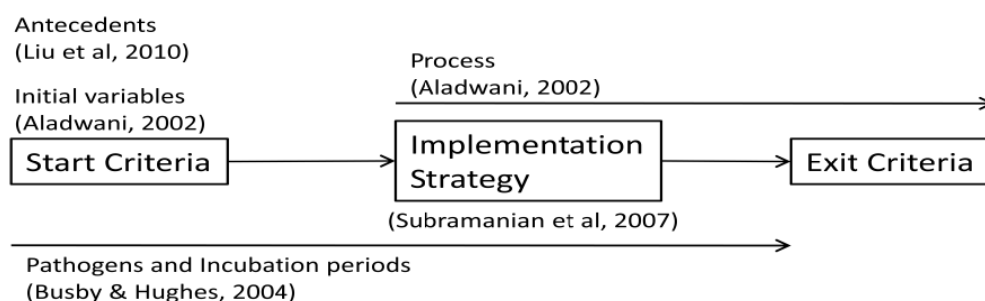 Antecedents
(Liu et al, 2010)
Initial variables
(Aladwani, 2002)
Start Criteria
Process
(Aladwani, 2002)
Implementation
Strategy
(Subramanian et al, 2007)
Exit Criteria
Pathogens and Incubation periods
(Busby & Hughes, 2004)